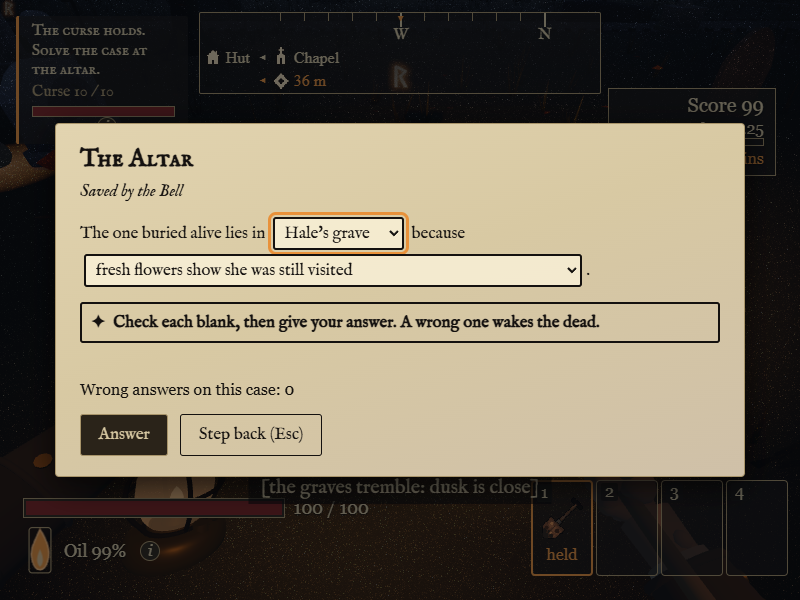 The curse holds.
Solve the case at
the altar.
Curse 10 / 10
W
N
Hut
Chapel
36 m
Score 99
25
ins
The Altar
Saved by the Bell
The one buried alive lies in Hale's grave because
fresh flowers show she was still visited .
Check each blank, then give your answer. A wrong one wakes the dead.
Wrong answers on this case: 0
Answer
Step back (Esc)
[the graves tremble: dusk is close]
100 / 100
Oil 99%
i
1
2
3
4
held